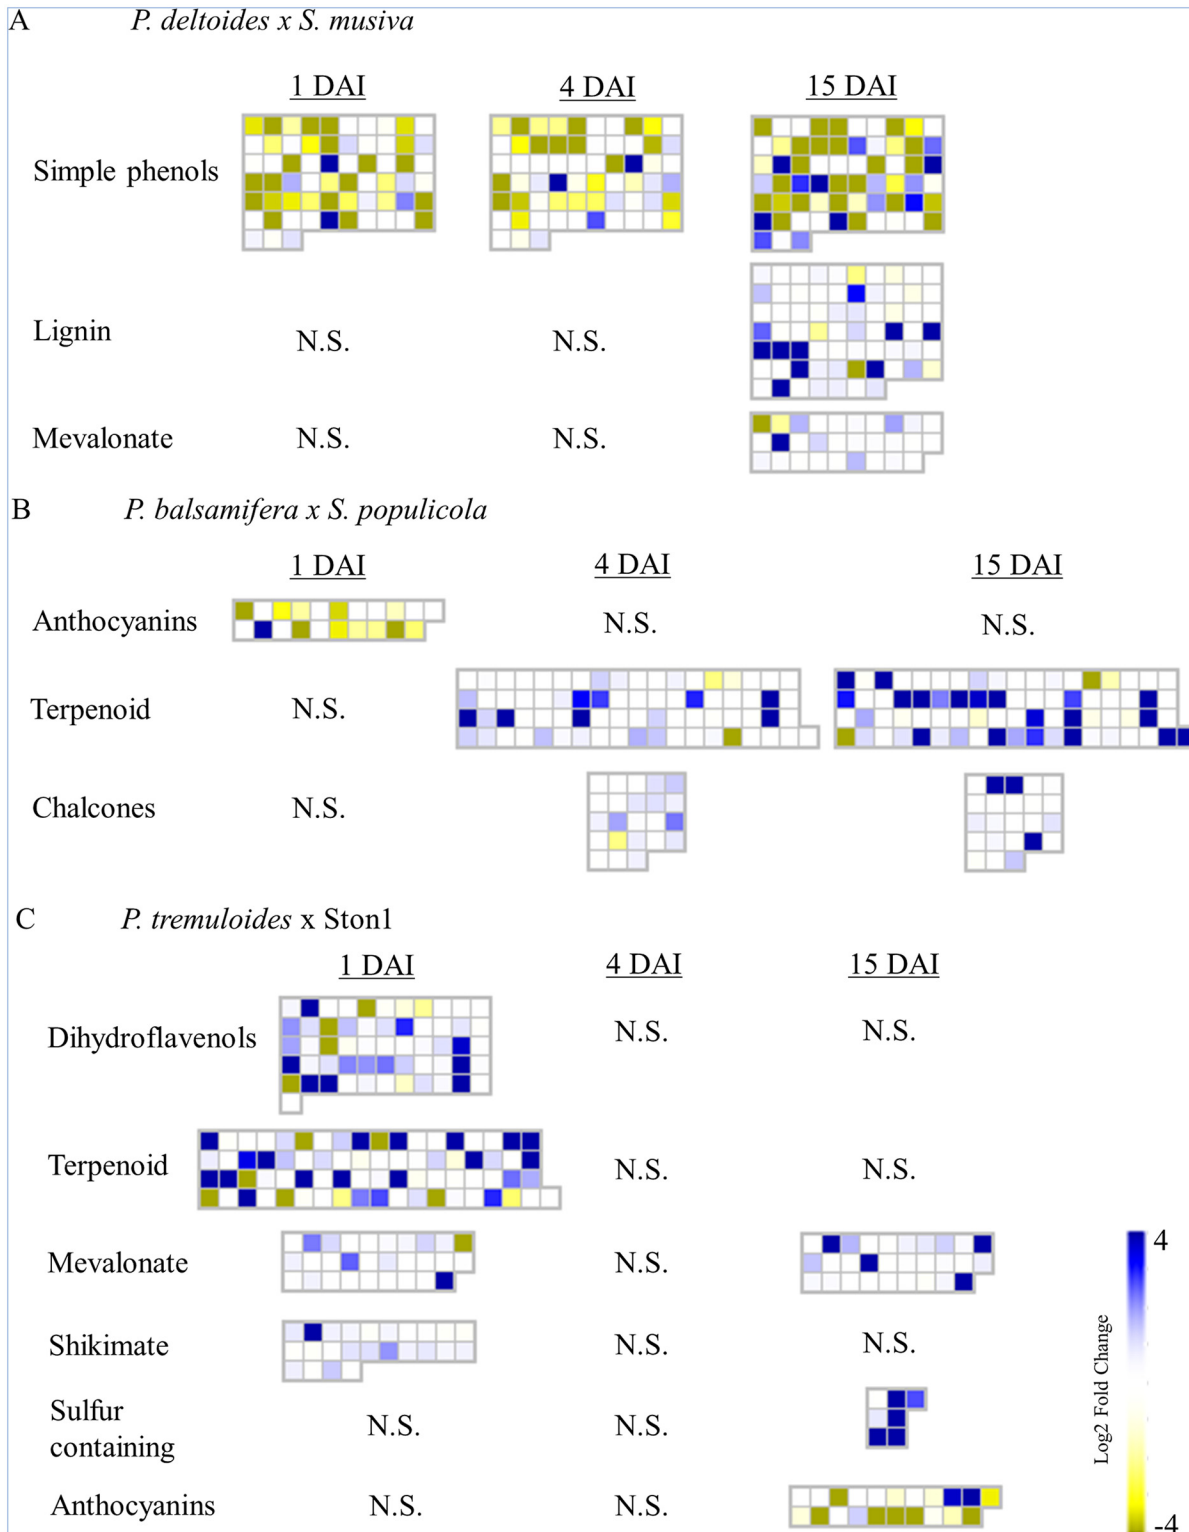 A P. deltoides x S. musiva
1 DAI 4 DAI 15 DAI
Simple phenols
Lignin N.S. N.S.
Mevalonate N.S. N.S.
B P. balsamifera x S. populicola
1 DAI 4 DAI 15 DAI
Anthocyanins N.S. N.S.
Terpenoid N.S.
Chalcones N.S.
C P. tremuloides x Ston1
1 DAI 4 DAI 15 DAI
Dihydroflavenols N.S. N.S.
Terpenoid N.S. N.S.
Mevalonate N.S.
Shikimate N.S. N.S.
Sulfur
containing N.S. N.S.
Anthocyanins N.S. N.S.
4
Log2 Fold Change
-4